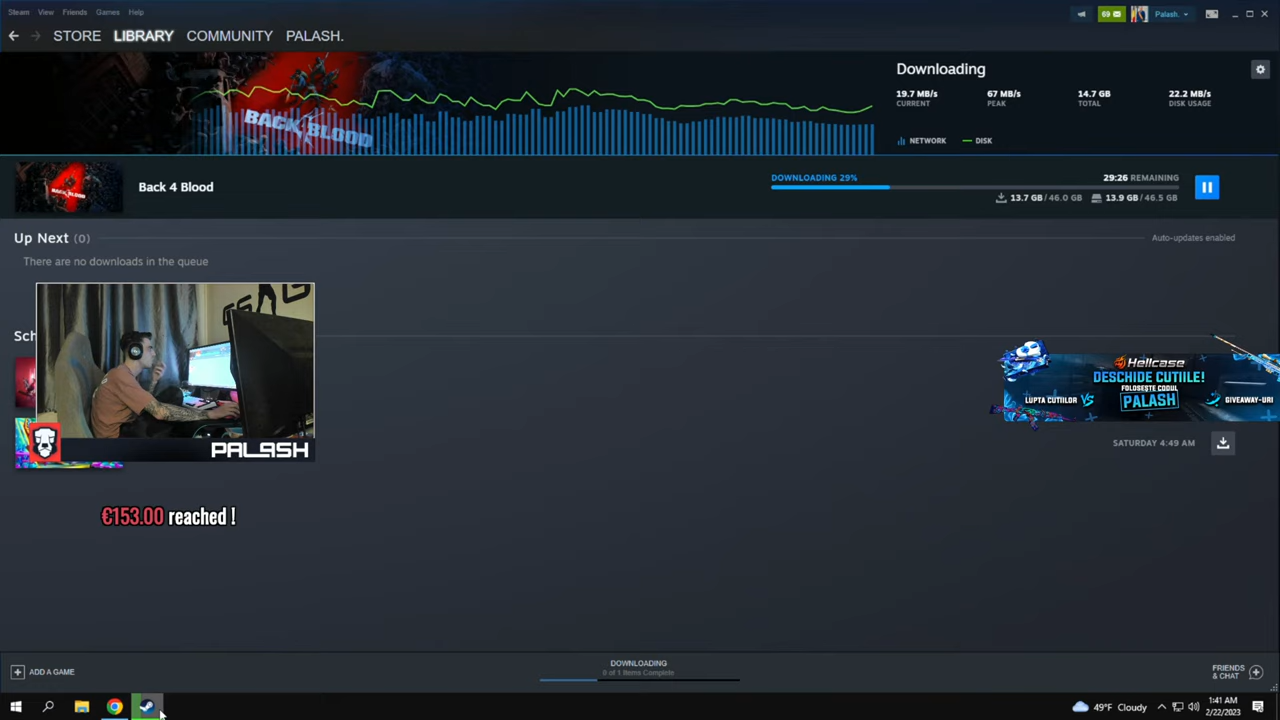 Steam View Friends Games Help
69
Palash.
STORE LIBRARY COMMUNITY PALASH.
Downloading
19.7 MB/s 67 MB/s 14.7 GB 22.2 MB/s
CURRENT PEAK TOTAL DISK USAGE
BACK BLOOD
NETWORK DISK
Back 4 Blood
DOWNLOADING 29% 29:26 REMAINING
13.7 GB/46.0 GB 13.9 GB/46.5 GB
Up Next (0) Auto-updates enabled
There are no downloads in the queue
Sch
Hellcase
DESCHIDE CUTIILE!
FOLOSEȘTE CODUL
LUPTA CUTIILOR VS PALASH GIVEAWAY-URI
SATURDAY 4:49 AM
PALASH
€153.00 reached !
DOWNLOADING
0 of 1 Items Complete
ADD A GAME
FRIENDS
& CHAT
49°F Cloudy
1:41 AM
2/22/2023